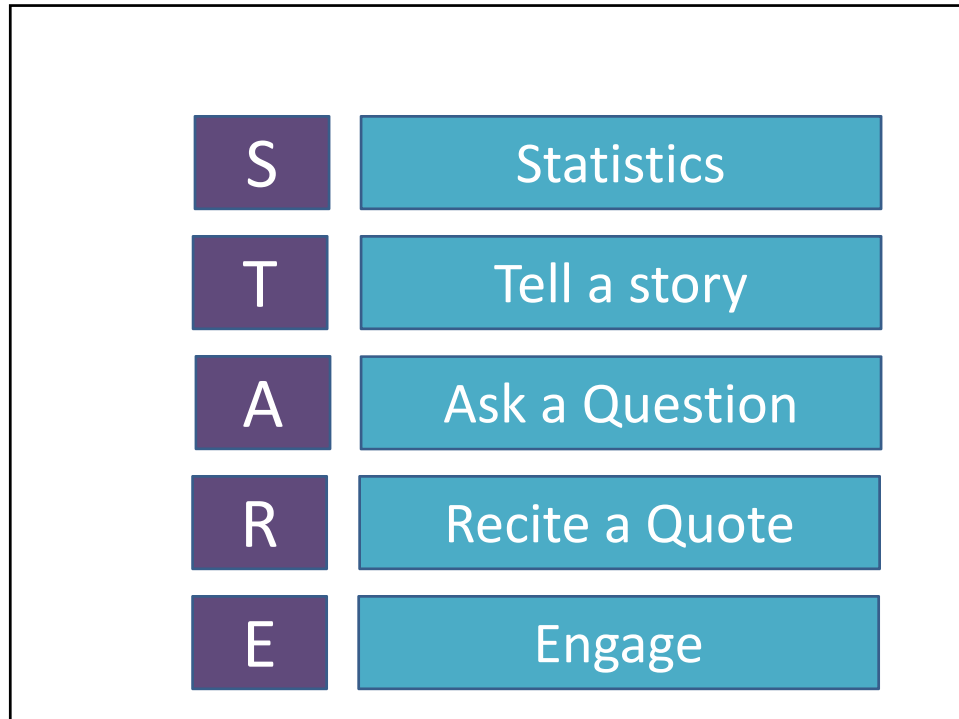 S Statistics
T Tell a story
A Ask a Question
R Recite a Quote
E Engage